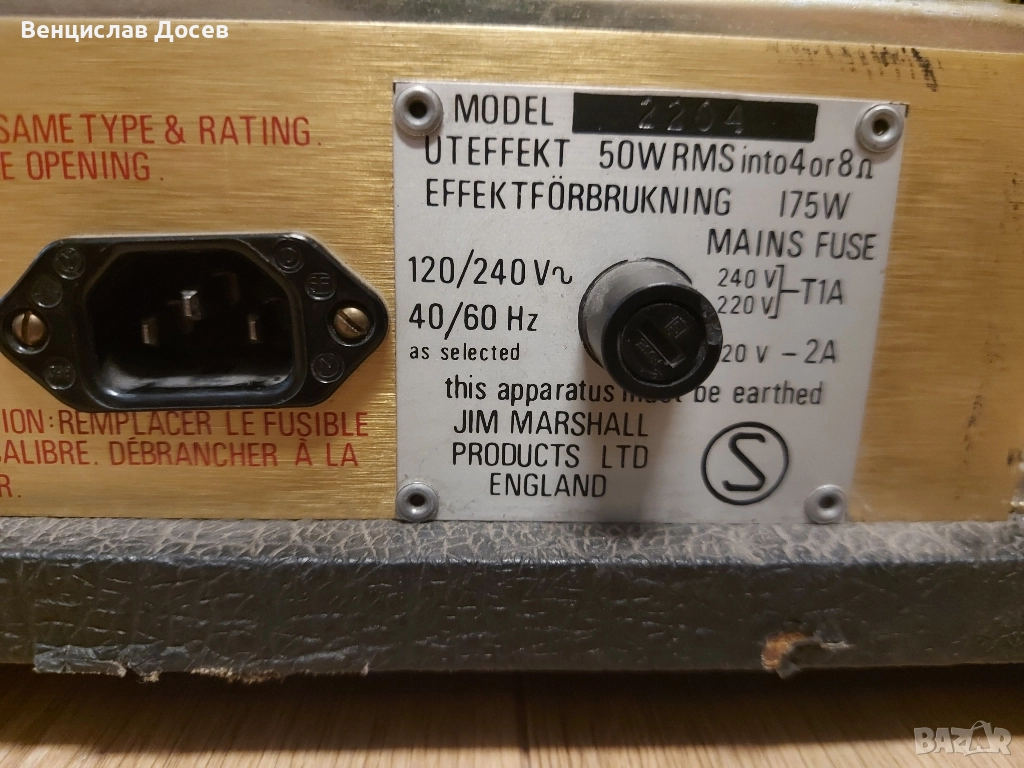 Венцислав Досев
SAME TYPE & RATING.
E OPENING.
MODEL 2204
UTEFFEKT 50W RMS into 4 or 8Ω
EFFEKTFÖRBRUKNING 175W
MAINS FUSE
120/240V∿
240 V
220 V
T1A
40/60 Hz
20 V - 2A
as selected
this apparatus must be earthed
ION: REMPLACER LE FUSIBLE
CALIBRE. DÉBRANCHER À LA
R.
JIM MARSHALL
PRODUCTS LTD
ENGLAND
S
BAZAR